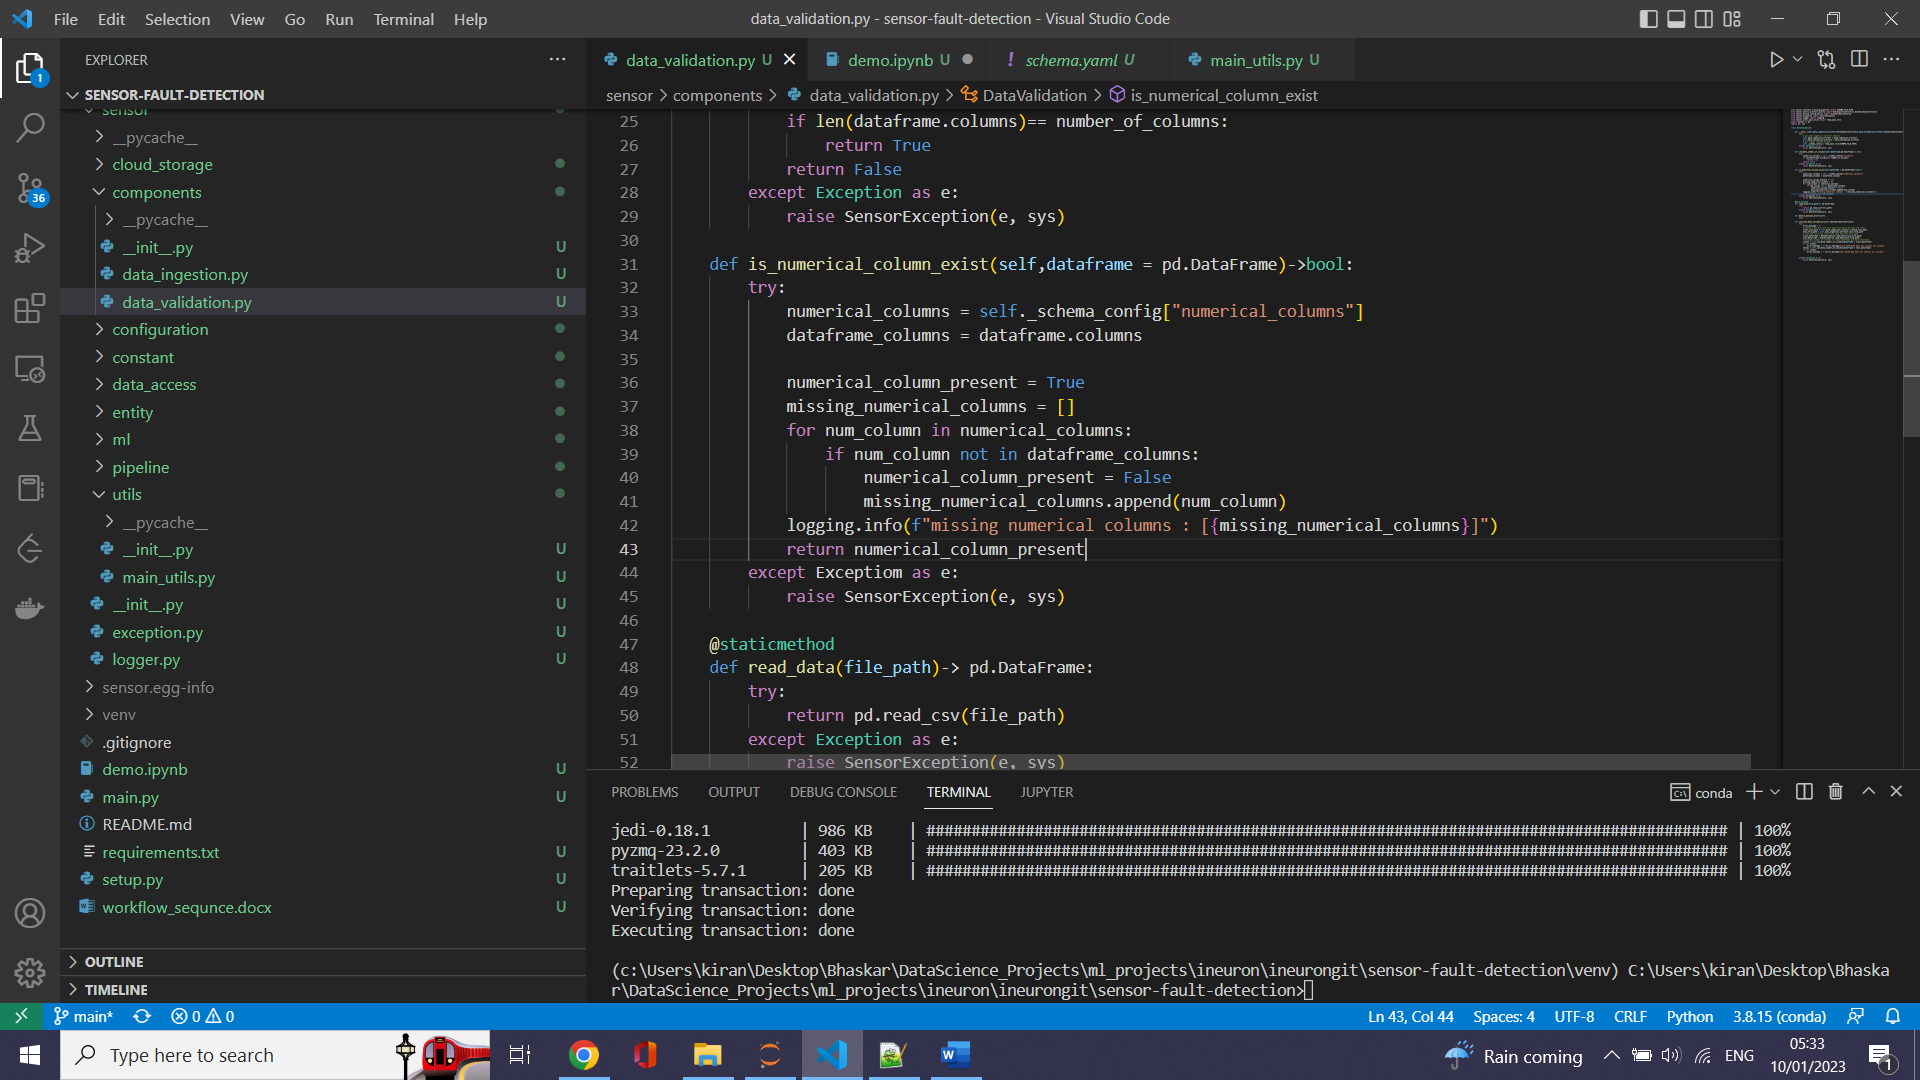 File Edit Selection View Go Run Terminal Help
data_validation.py - sensor-fault-detection - Visual Studio Code
EXPLORER
SENSOR-FAULT-DETECTION
sensor
__pycache__
cloud_storage
components
__pycache__
__init__.py U
data_ingestion.py U
data_validation.py U
configuration
constant
data_access
entity
ml
pipeline
utils
__pycache__
__init__.py U
main_utils.py U
__init__.py U
exception.py U
logger.py U
sensor.egg-info
venv
.gitignore
demo.ipynb U
main.py U
README.md
requirements.txt U
setup.py U
workflow_sequnce.docx U
OUTLINE
TIMELINE
1
36
data_validation.py U demo.ipynb U ! schema.yaml U main_utils.py U
sensor > components > data_validation.py > DataValidation > is_numerical_column_exist
25 if len(dataframe.columns)== number_of_columns:
26 return True
27 return False
28 except Exception as e:
29 raise SensorException(e, sys)
30
31 def is_numerical_column_exist(self,dataframe = pd.DataFrame)->bool:
32 try:
33 numerical_columns = self._schema_config["numerical_columns"]
34 dataframe_columns = dataframe.columns
35
36 numerical_column_present = True
37 missing_numerical_columns = []
38 for num_column in numerical_columns:
39 if num_column not in dataframe_columns:
40 numerical_column_present = False
41 missing_numerical_columns.append(num_column)
42 logging.info(f"missing numerical columns : [{missing_numerical_columns}]")
43 return numerical_column_present
44 except Exceptiom as e:
45 raise SensorException(e, sys)
46
47 @staticmethod
48 def read_data(file_path)-> pd.DataFrame:
49 try:
50 return pd.read_csv(file_path)
51 except Exception as e:
52 raise SensorException(e, sys)
PROBLEMS OUTPUT DEBUG CONSOLE TERMINAL JUPYTER
conda
jedi-0.18.1 | 986 KB | ################################################################################ | 100%
pyzmq-23.2.0 | 403 KB | ################################################################################ | 100%
traitlets-5.7.1 | 205 KB | ################################################################################ | 100%
Preparing transaction: done
Verifying transaction: done
Executing transaction: done
(c:\Users\kiran\Desktop\Bhaskar\DataScience_Projects\ml_projects\ineuron\ineurongit\sensor-fault-detection\venv) C:\Users\kiran\Desktop\Bhaska
r\DataScience_Projects\ml_projects\ineuron\ineurongit\sensor-fault-detection>
main* 0 0 Ln 43, Col 44 Spaces: 4 UTF-8 CRLF Python 3.8.15 (conda)
Type here to search
Rain coming
ENG
05:33
10/01/2023
1